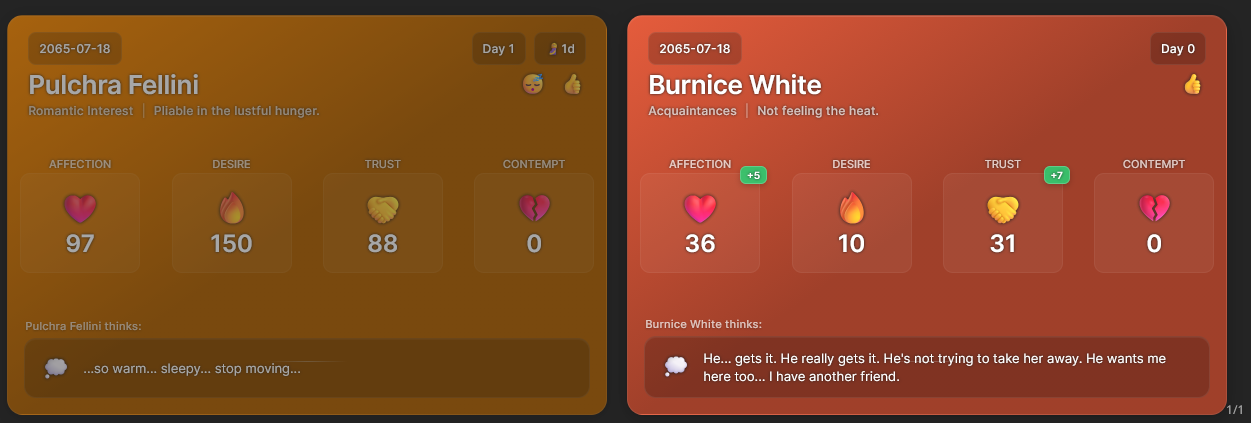 2065-07-18
Day 1
1d
Pulchra Fellini
Romantic Interest | Pliable in the lustful hunger.
AFFECTION
DESIRE
TRUST
CONTEMPT
97
150
88
0
Pulchra Fellini thinks:
...so warm... sleepy... stop moving...
2065-07-18
Day 0
Burnice White
Acquaintances | Not feeling the heat.
AFFECTION
DESIRE
TRUST
CONTEMPT
+5
+7
36
10
31
0
Burnice White thinks:
He... gets it. He really gets it. He's not trying to take her away. He wants me
here too... I have another friend.
1/1